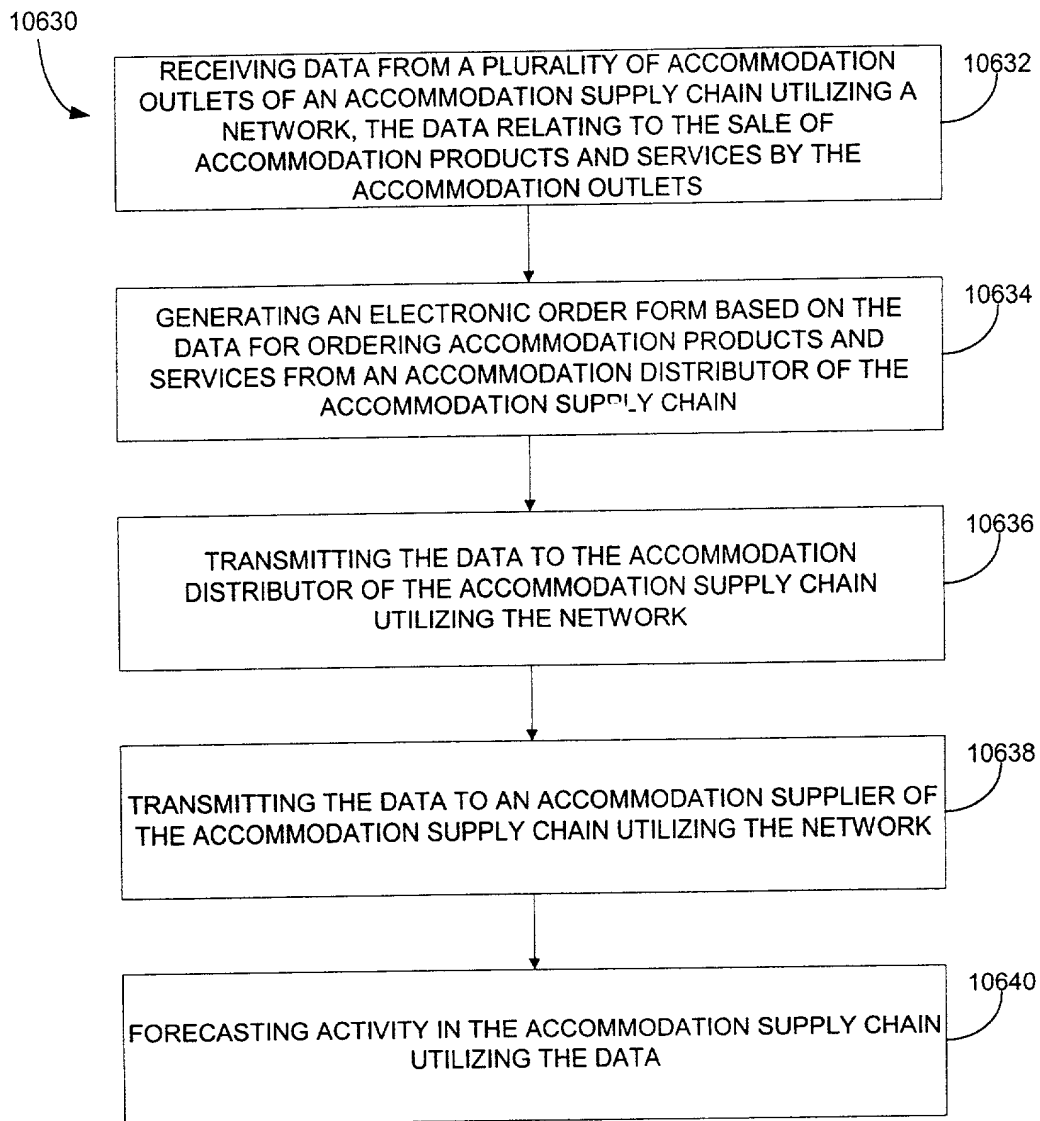 10630
RECEIVING DATA FROM A PLURALITY OF ACCOMMODATION
OUTLETS OF AN ACCOMMODATION SUPPLY CHAIN UTILIZING A
NETWORK, THE DATA RELATING TO THE SALE OF
ACCOMMODATION PRODUCTS AND SERVICES BY THE
ACCOMMODATION OUTLETS
10632
GENERATING AN ELECTRONIC ORDER FORM BASED ON THE
DATA FOR ORDERING ACCOMMODATION PRODUCTS AND
SERVICES FROM AN ACCOMMODATION DISTRIBUTOR OF THE
ACCOMMODATION SUPPLY CHAIN
10634
TRANSMITTING THE DATA TO THE ACCOMMODATION
DISTRIBUTOR OF THE ACCOMMODATION SUPPLY CHAIN
UTILIZING THE NETWORK
10636
TRANSMITTING THE DATA TO AN ACCOMMODATION SUPPLIER OF
THE ACCOMMODATION SUPPLY CHAIN UTILIZING THE NETWORK
10638
FORECASTING ACTIVITY IN THE ACCOMMODATION SUPPLY CHAIN
UTILIZING THE DATA
10640